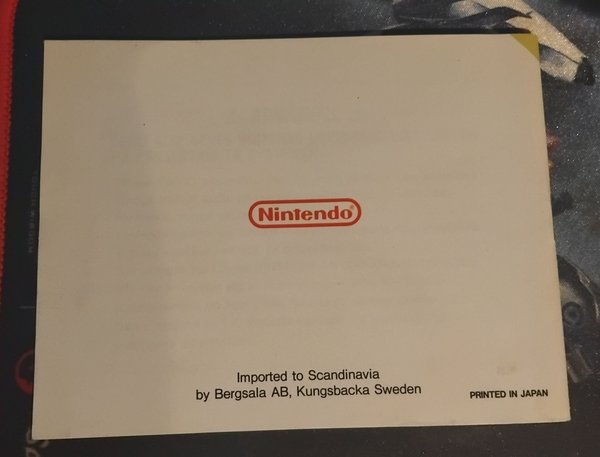 Nintendo®
Imported to Scandinavia
by Bergsala AB, Kungsbacka Sweden
PRINTED IN JAPAN